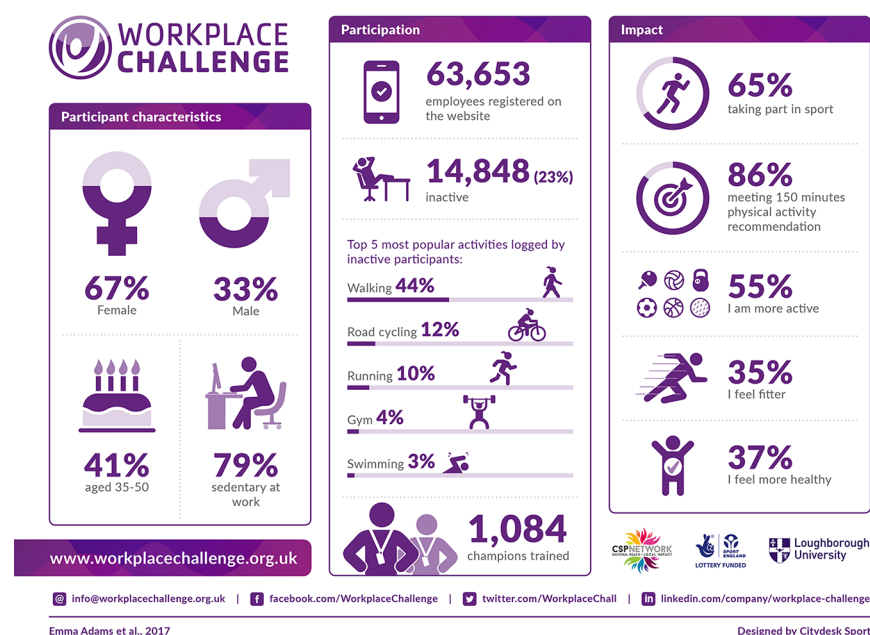 WORKPLACE
CHALLENGE
Participant characteristics
67%
Female
33%
Male
41%
aged 35-50
79%
sedentary at
work
www.workplacechallenge.org.uk
Participation
63,653
employees registered on
the website
14,848 (23%)
inactive
Top 5 most popular activities logged by
inactive participants:
Walking 44%
Road cycling 12%
Running 10%
Gym 4%
Swimming 3%
1,084
champions trained
Impact
65%
taking part in sport
86%
meeting 150 minutes
physical activity
recommendation
55%
I am more active
35%
I feel fitter
37%
I feel more healthy
CSPNETWORK
NATIONAL REACH · LOCAL IMPACT
SPORT
ENGLAND
LOTTERY FUNDED
Loughborough
University
@ info@workplacechallenge.org.uk | f facebook.com/WorkplaceChallenge | twitter.com/WorkplaceChall | in linkedin.com/company/workplace-challenge
Emma Adams et al., 2017
Designed by Citydesk Sport